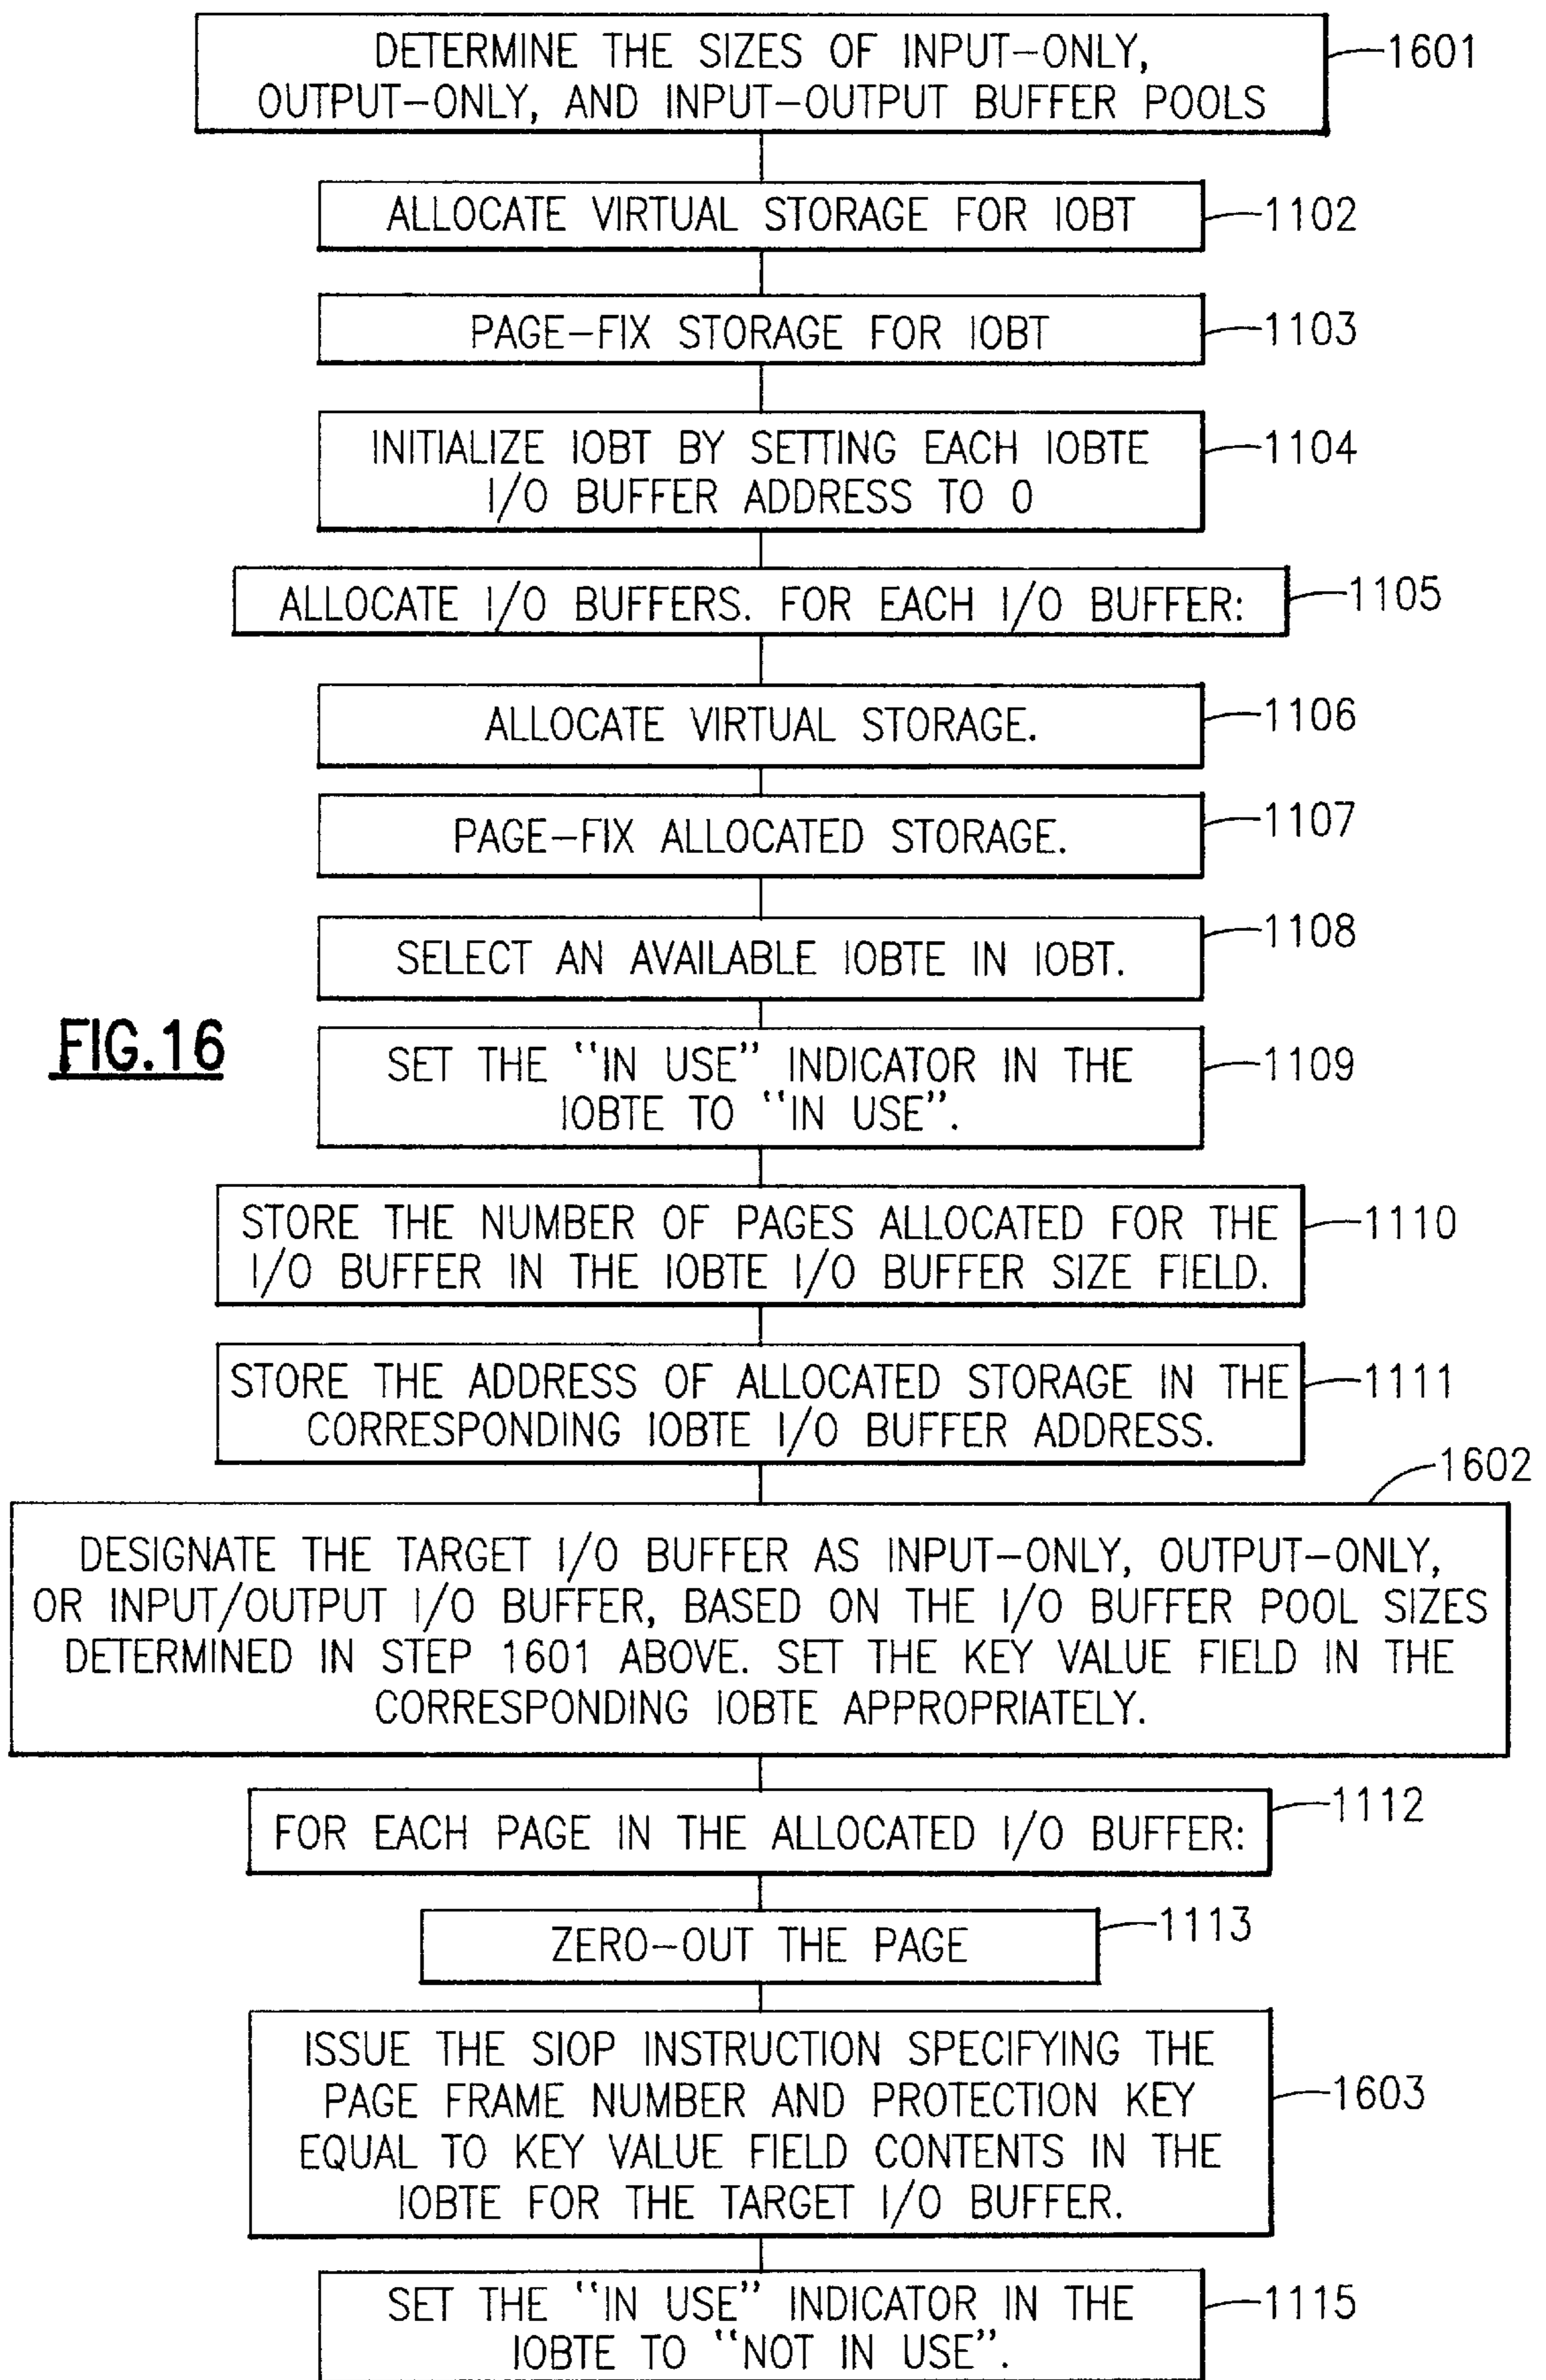 DETERMINE THE SIZES OF INPUT-ONLY,
OUTPUT-ONLY, AND INPUT-OUTPUT BUFFER POOLS
1601
ALLOCATE VIRTUAL STORAGE FOR IOBT
1102
PAGE-FIX STORAGE FOR IOBT
1103
INITIALIZE IOBT BY SETTING EACH IOBTE
I/O BUFFER ADDRESS TO 0
1104
ALLOCATE I/O BUFFERS. FOR EACH I/O BUFFER:
1105
ALLOCATE VIRTUAL STORAGE.
1106
PAGE-FIX ALLOCATED STORAGE.
1107
SELECT AN AVAILABLE IOBTE IN IOBT.
1108
FIG.16
SET THE "IN USE" INDICATOR IN THE
IOBTE TO "IN USE".
1109
STORE THE NUMBER OF PAGES ALLOCATED FOR THE
I/O BUFFER IN THE IOBTE I/O BUFFER SIZE FIELD.
1110
STORE THE ADDRESS OF ALLOCATED STORAGE IN THE
CORRESPONDING IOBTE I/O BUFFER ADDRESS.
1111
1602
DESIGNATE THE TARGET I/O BUFFER AS INPUT-ONLY, OUTPUT-ONLY,
OR INPUT/OUTPUT I/O BUFFER, BASED ON THE I/O BUFFER POOL SIZES
DETERMINED IN STEP 1601 ABOVE. SET THE KEY VALUE FIELD IN THE
CORRESPONDING IOBTE APPROPRIATELY.
FOR EACH PAGE IN THE ALLOCATED I/O BUFFER:
1112
ZERO-OUT THE PAGE
1113
ISSUE THE SIOP INSTRUCTION SPECIFYING THE
PAGE FRAME NUMBER AND PROTECTION KEY
EQUAL TO KEY VALUE FIELD CONTENTS IN THE
IOBTE FOR THE TARGET I/O BUFFER.
1603
SET THE "IN USE" INDICATOR IN THE
IOBTE TO "NOT IN USE".
1115